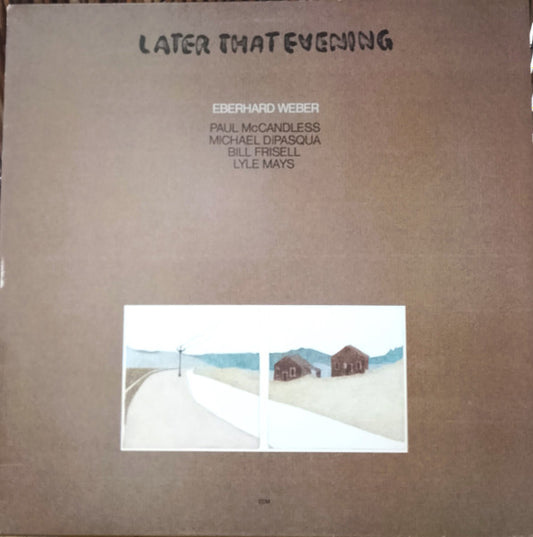 LATER THAT EVENING
EBERHARD WEBER
PAUL McCANDLESS
MICHAEL DIPASQUA
BILL FRISELL
LYLE MAYS
ECM